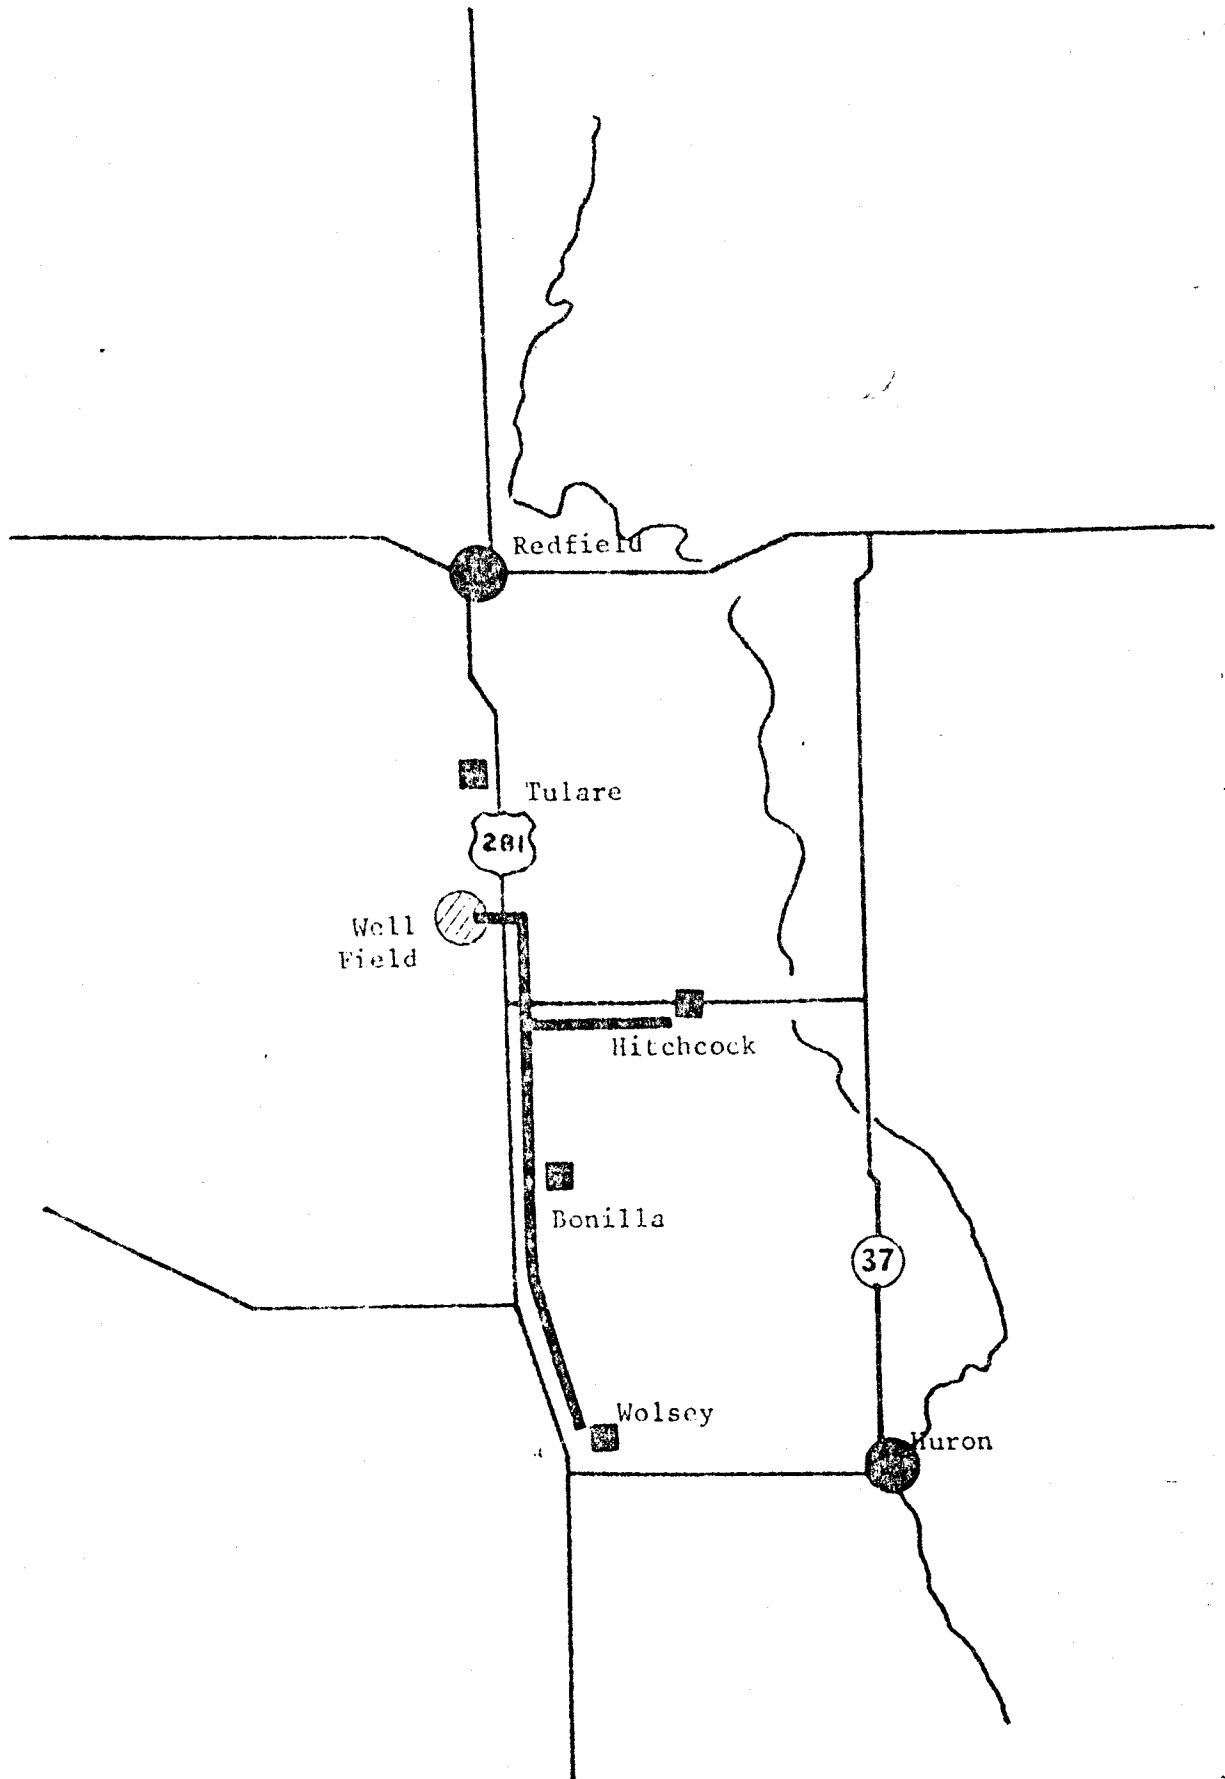 Redfield
Tulare
281
Well
Field
Hitchcock
Bonilla
37
Wolsey
Huron